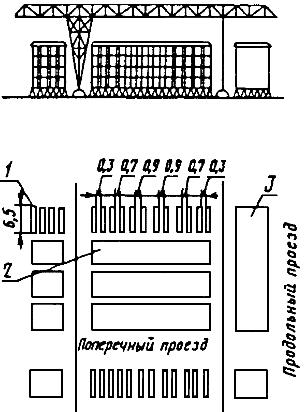 0,3 0,7 0,9 0,9 0,7 0,3
1
3
6,5
2
Поперечный проезд
Продольный проезд